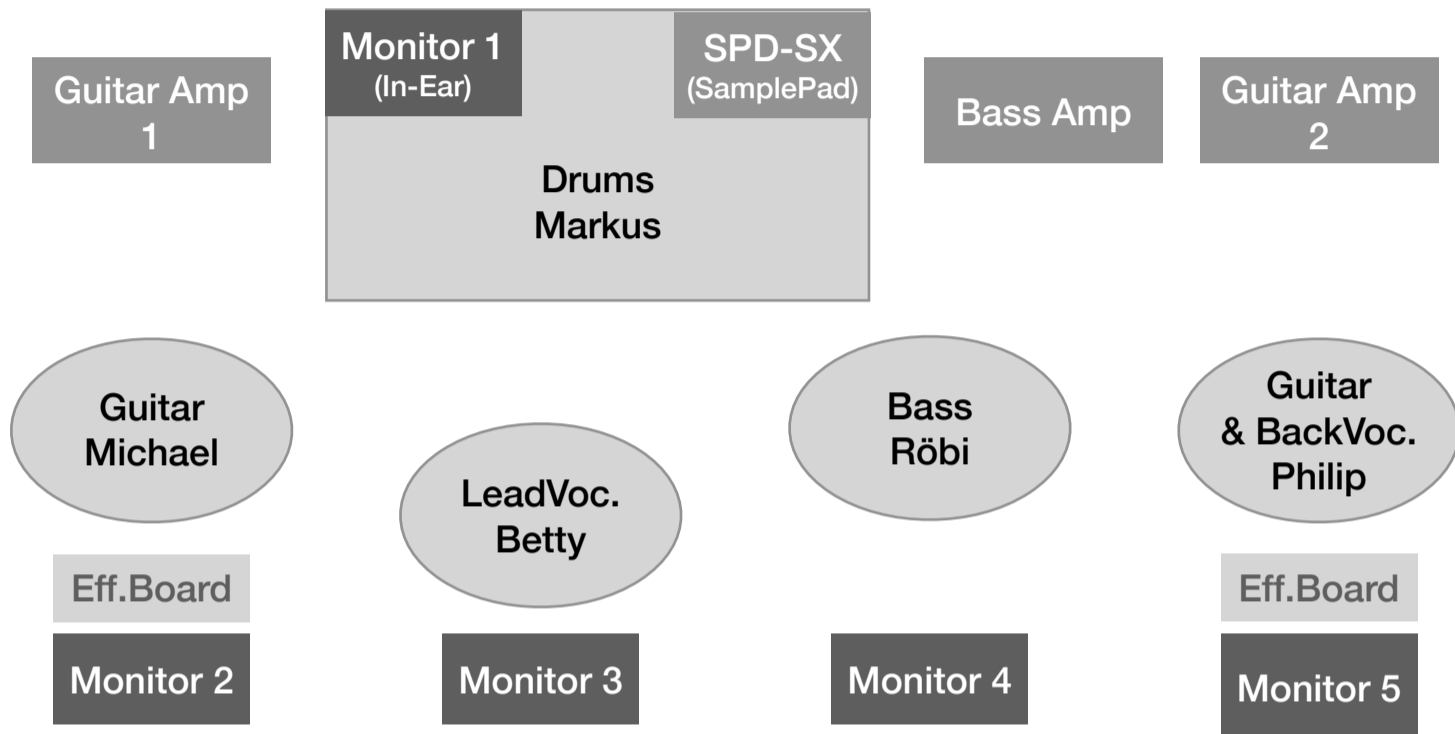 Monitor 1
(In-Ear)
SPD-SX
(SamplePad)
Guitar Amp
1
Bass Amp
Guitar Amp
2
Drums
Markus
Guitar
Michael
LeadVoc.
Betty
Bass
Röbi
Guitar
& BackVoc.
Philip
Eff.Board
Eff.Board
Monitor 2
Monitor 3
Monitor 4
Monitor 5